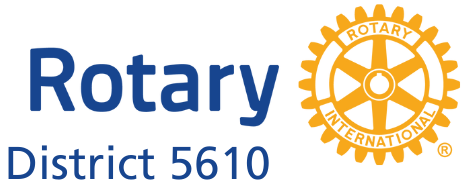 Rotary
District 5610
ROTARY
INTERNATIONAL
®